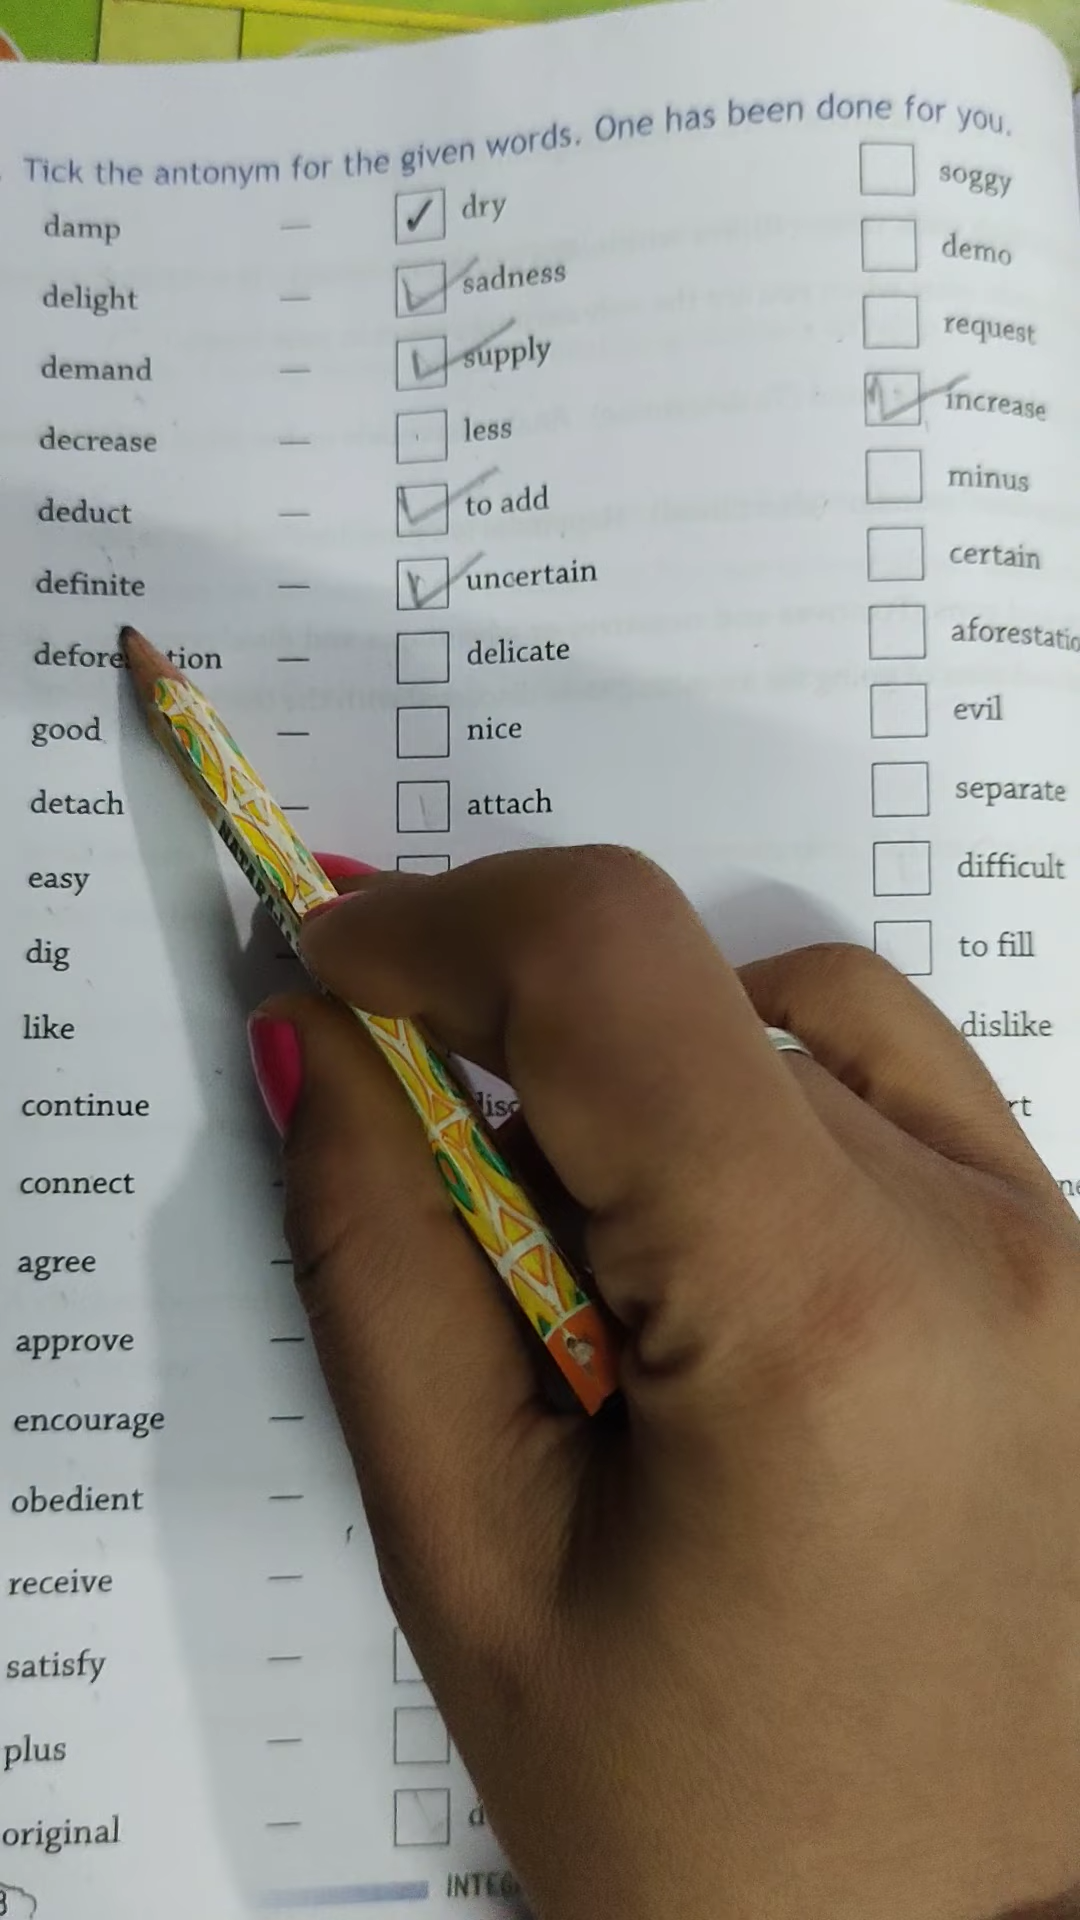 Tick the antonym for the given words. One has been done for you.
damp — ✓ dry soggy
delight — sadness demo
demand — supply request
decrease — less increase
deduct — to add minus
definite — uncertain certain
— delicate
good — nice evil
detach — attach separate
easy difficult
dig to fill
like dislike
continue
connect
agree
approve —
encourage —
obedient —
receive —
satisfy —
plus —
original —